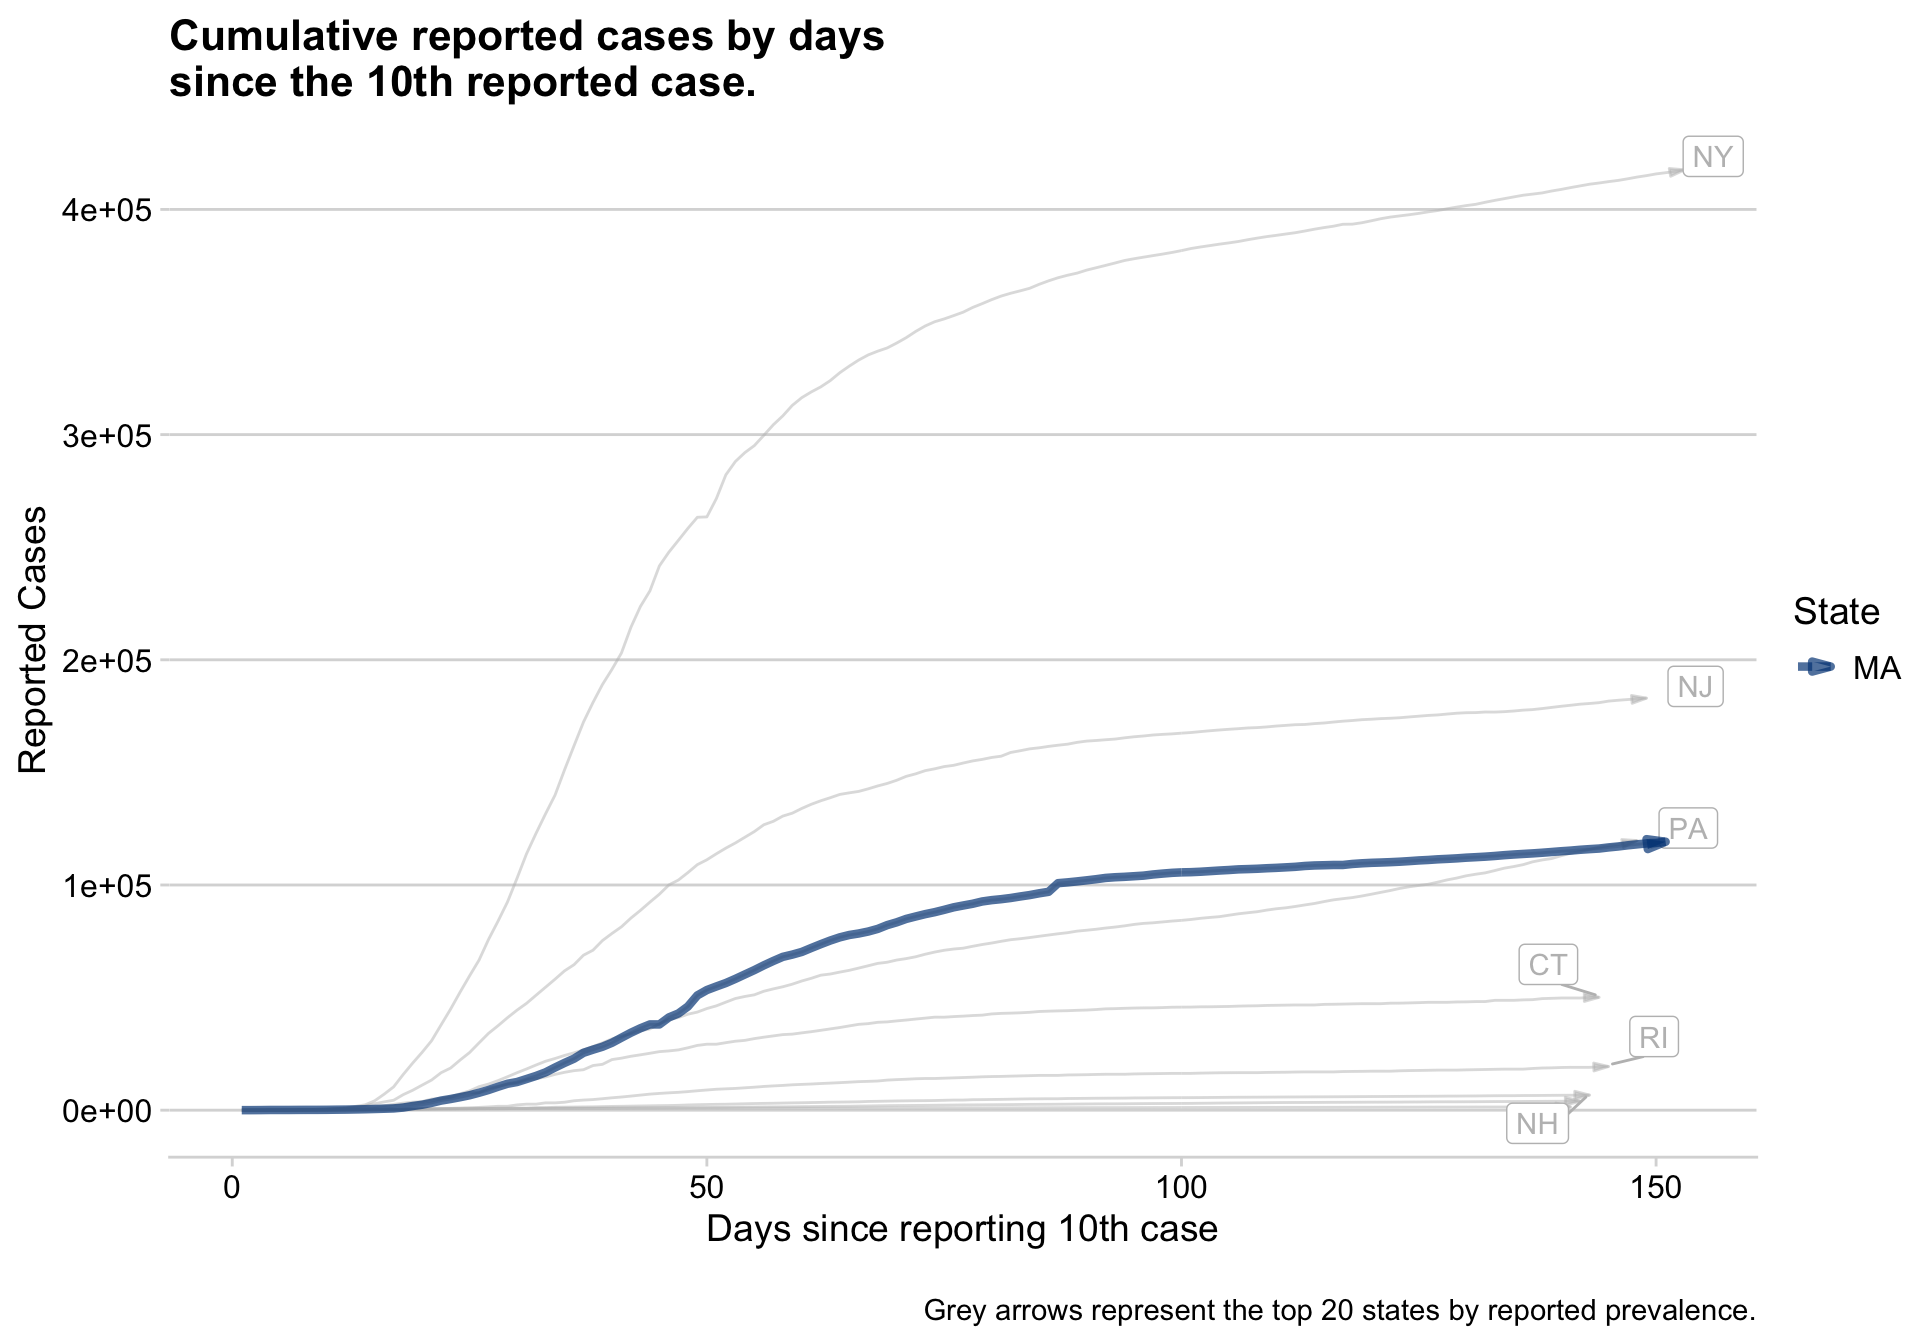 Cumulative reported cases by days
since the 10th reported case.
NY
4e+05
3e+05
Reported Cases
State
2e+05
MA
NJ
PA
1e+05
CT
RI
0e+00
NH
0 50 100 150
Days since reporting 10th case
Grey arrows represent the top 20 states by reported prevalence.